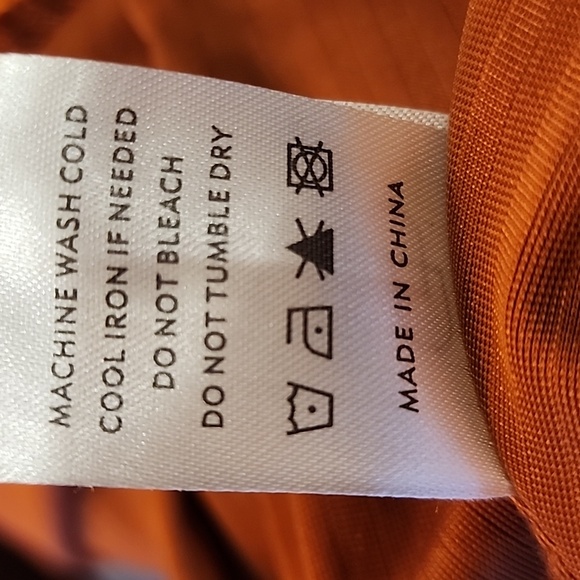 MACHINE WASH COLD
COOL IRON IF NEEDED
DO NOT BLEACH
DO NOT TUMBLE DRY
MADE IN CHINA